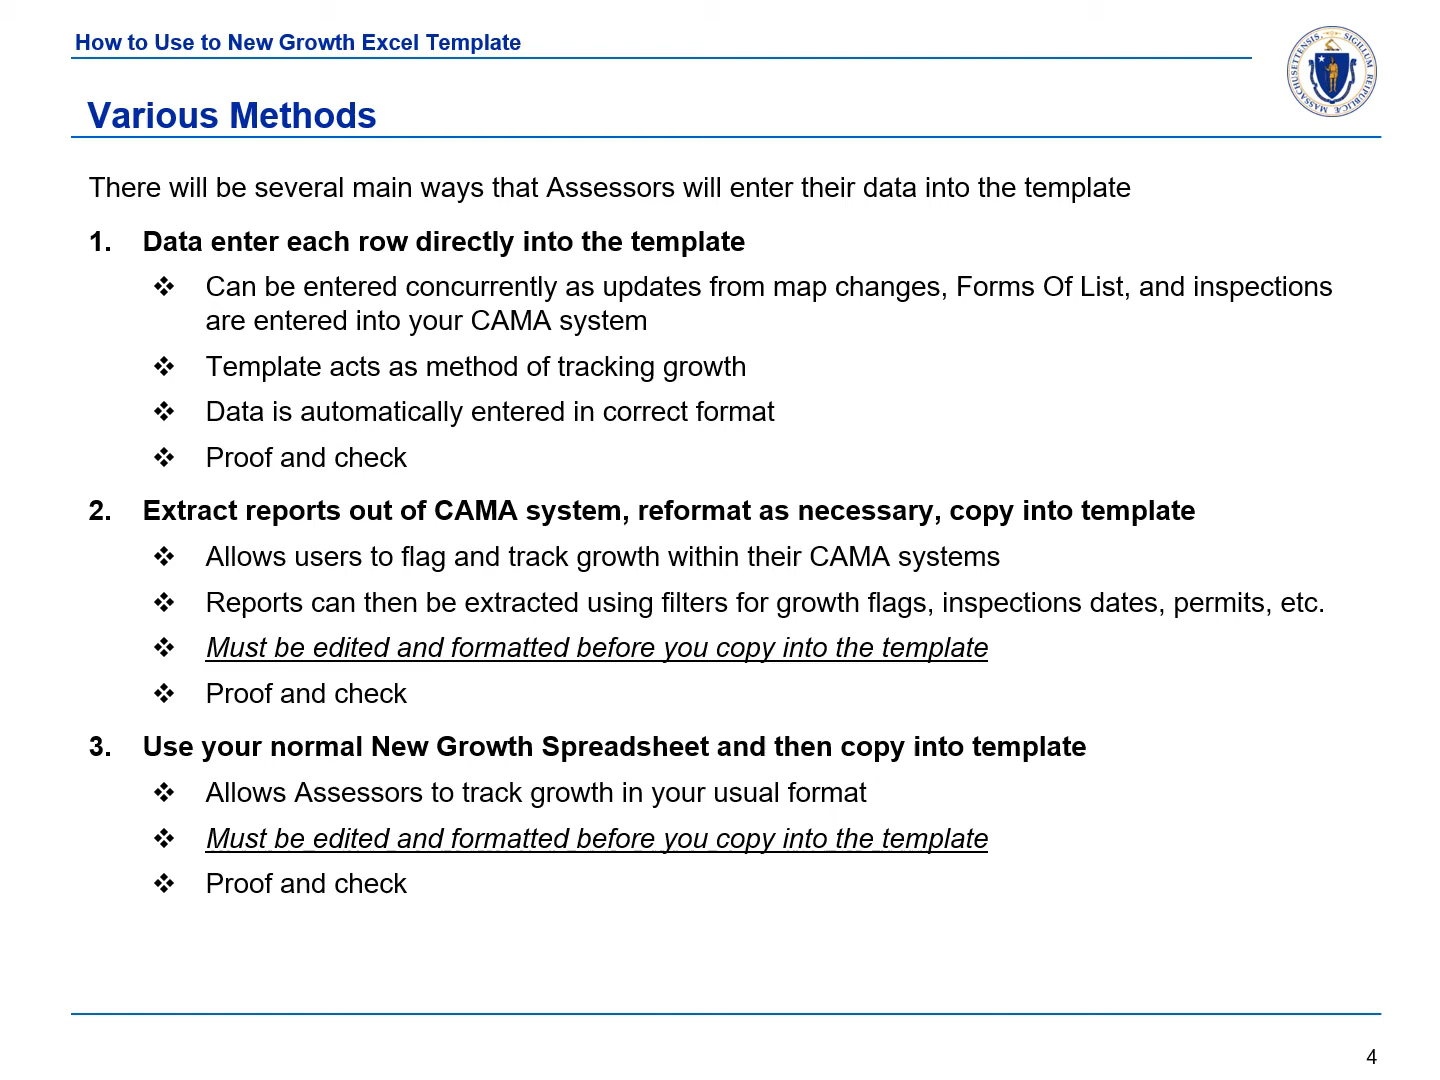 How to Use to New Growth Excel Template
Various Methods
There will be several main ways that Assessors will enter their data into the template
1. Data enter each row directly into the template
❖ Can be entered concurrently as updates from map changes, Forms Of List, and inspections
are entered into your CAMA system
❖ Template acts as method of tracking growth
❖ Data is automatically entered in correct format
❖ Proof and check
2. Extract reports out of CAMA system, reformat as necessary, copy into template
❖ Allows users to flag and track growth within their CAMA systems
❖ Reports can then be extracted using filters for growth flags, inspections dates, permits, etc.
❖ Must be edited and formatted before you copy into the template
❖ Proof and check
3. Use your normal New Growth Spreadsheet and then copy into template
❖ Allows Assessors to track growth in your usual format
❖ Must be edited and formatted before you copy into the template
❖ Proof and check
4
SIGILLUM REIPUBLICÆ MASSACHUSETTENSIS